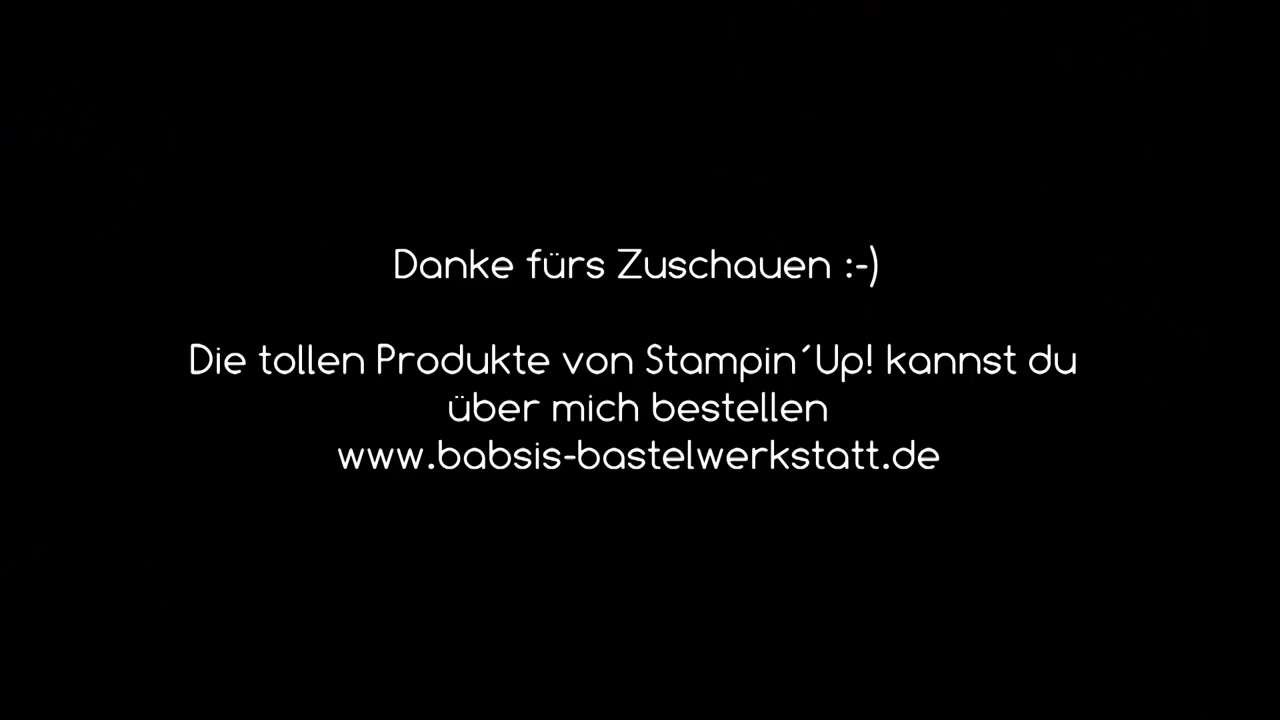 Danke fürs Zuschauen :-)
Die tollen Produkte von Stampin´Up! kannst du
über mich bestellen
www.babsis-bastelwerkstatt.de